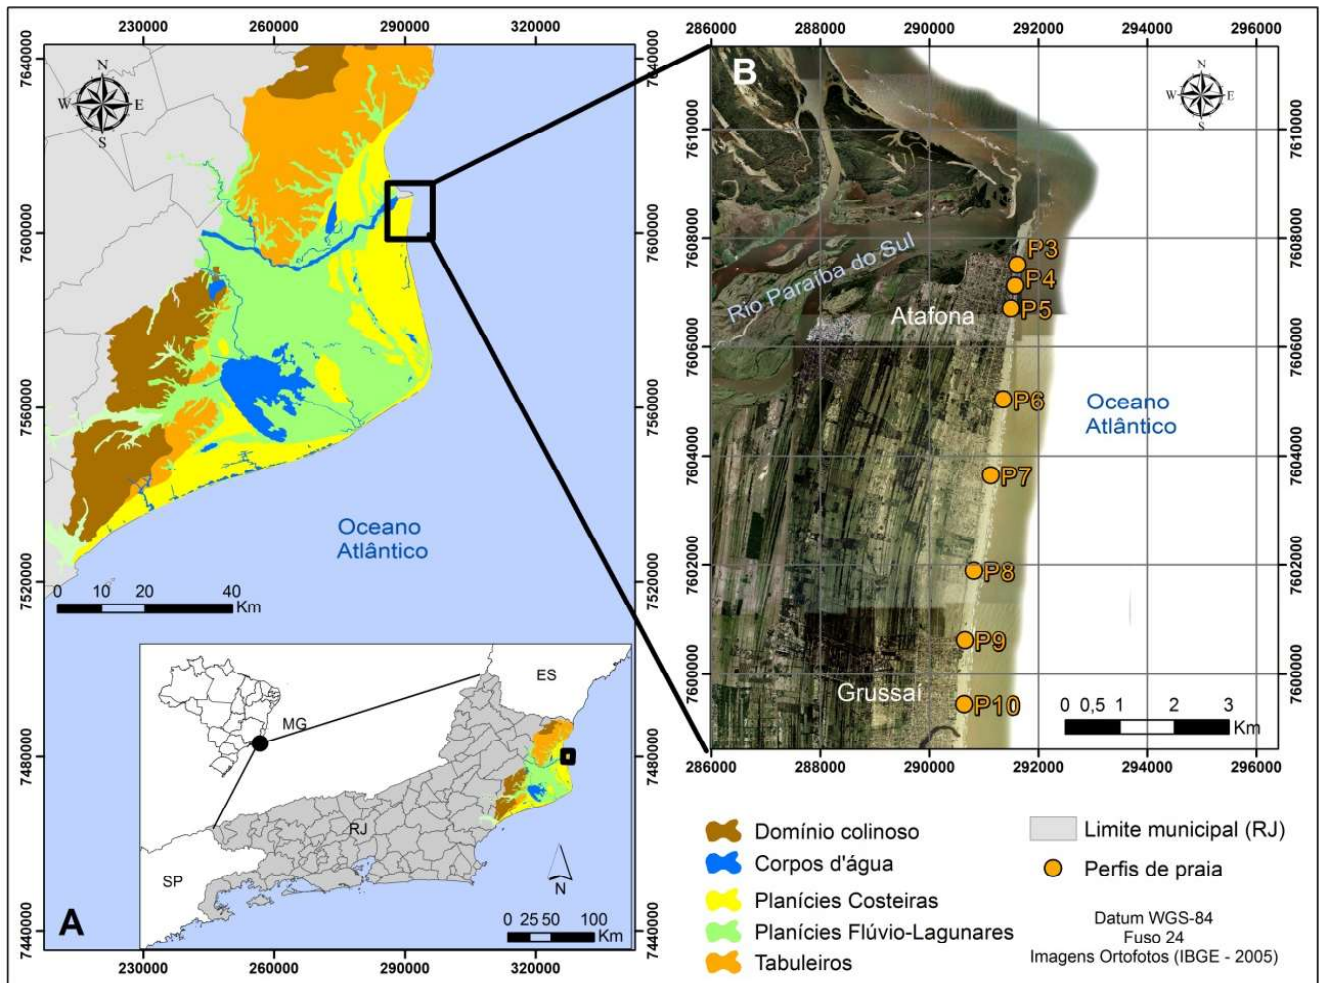 230000 260000 290000 320000
7640000 7640000
7600000 7600000
7560000 7560000
7520000 7520000
7480000 7480000
7440000 7440000
N
W E
S
Oceano
Atlântico
0 10 20 40
Km
ES
MG
RJ
SP
N
0 25 50 100
Km
A
230000 260000 290000 320000
286000 288000 290000 292000 294000 296000
B
N
W E
S
7610000 7610000
7608000 7608000
7606000 7606000
7604000 7604000
7602000 7602000
7600000 7600000
Rio Paraíba do Sul
Atafona
P3
P4
P5
P6
Oceano
Atlântico
P7
P8
P9
Grussaí
P10
0 0,5 1 2 3
Km
286000 288000 290000 292000 294000 296000
Domínio colinoso
Corpos d'água
Planícies Costeiras
Planícies Flúvio-Lagunares
Tabuleiros
Limite municipal (RJ)
Perfis de praia
Datum WGS-84
Fuso 24
Imagens Ortofotos (IBGE - 2005)